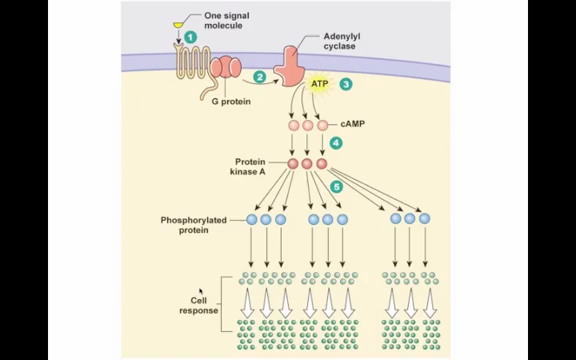 One signal
molecule
1
Adenylyl
cyclase
2
ATP
3
G protein
cAMP
4
Protein
kinase A
5
Phosphorylated
protein
Cell
response